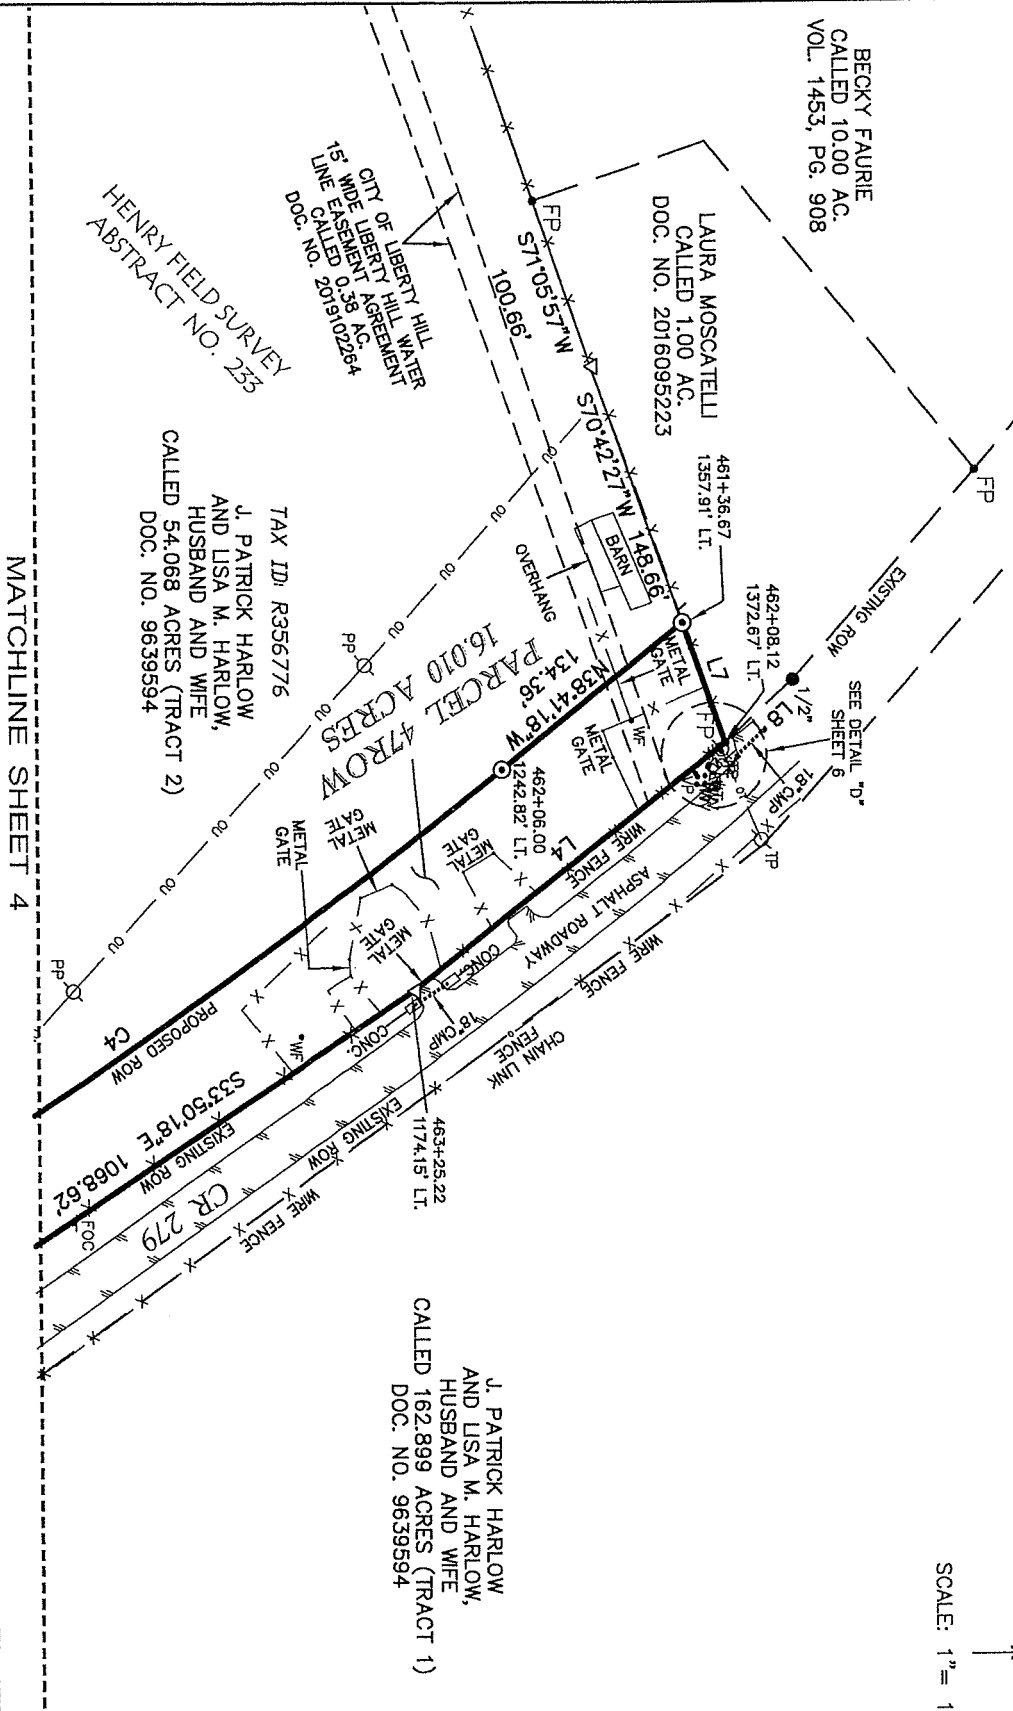 SCALE: 1"= 1
BECKY FAURIE
CALLED 10.00 AC.
VOL. 1453, PG. 908
FP
EXISTING ROW
SEE DETAIL "D"
SHEET 6
1/2"
L8
18"CMP
TP
462+08.12
1372.67' LT.
461+36.67
1357.91' LT.
L7
FP
LAURA MOSCATELLI
CALLED 1.00 AC.
DOC. NO. 2016095223
FP
S71°05'57"W
100.66'
S70°42'27"W 148.66'
BARN
OVERHANG
METAL
GATE
WF
METAL
GATE
CITY OF LIBERTY HILL
15' WIDE LIBERTY HILL WATER
LINE EASEMENT AGREEMENT
CALLED 0.38 AC.
DOC. NO. 2019102264
HENRY FIELD SURVEY
ABSTRACT NO. 233
N38°41'18"W
134.36'
PARCEL 47ROW
16.010 ACRES
462+06.00
1242.82' LT.
L4
WIRE FENCE
ASPHALT ROADWAY
WIRE FENCE
CHAIN LINK
FENCE
METAL
GATE
METAL
GATE
METAL
GATE
METAL
GATE
CONC.
CONC.
18"CMP
463+25.22
1174.15' LT.
TAX ID: R356776
J. PATRICK HARLOW
AND LISA M. HARLOW,
HUSBAND AND WIFE
CALLED 54.068 ACRES (TRACT 2)
DOC. NO. 9639594
OU
OU
OU
OU
PP
OU
OU
OU
OU
PP
OU
C4
PROPOSED ROW
WF
S33°50'18"E 1068.62'
EXISTING ROW
EXISTING ROW
FOC
CR 279
WIRE FENCE
J. PATRICK HARLOW
AND LISA M. HARLOW,
HUSBAND AND WIFE
CALLED 162.899 ACRES (TRACT 1)
DOC. NO. 9639594
MATCHLINE SHEET 4